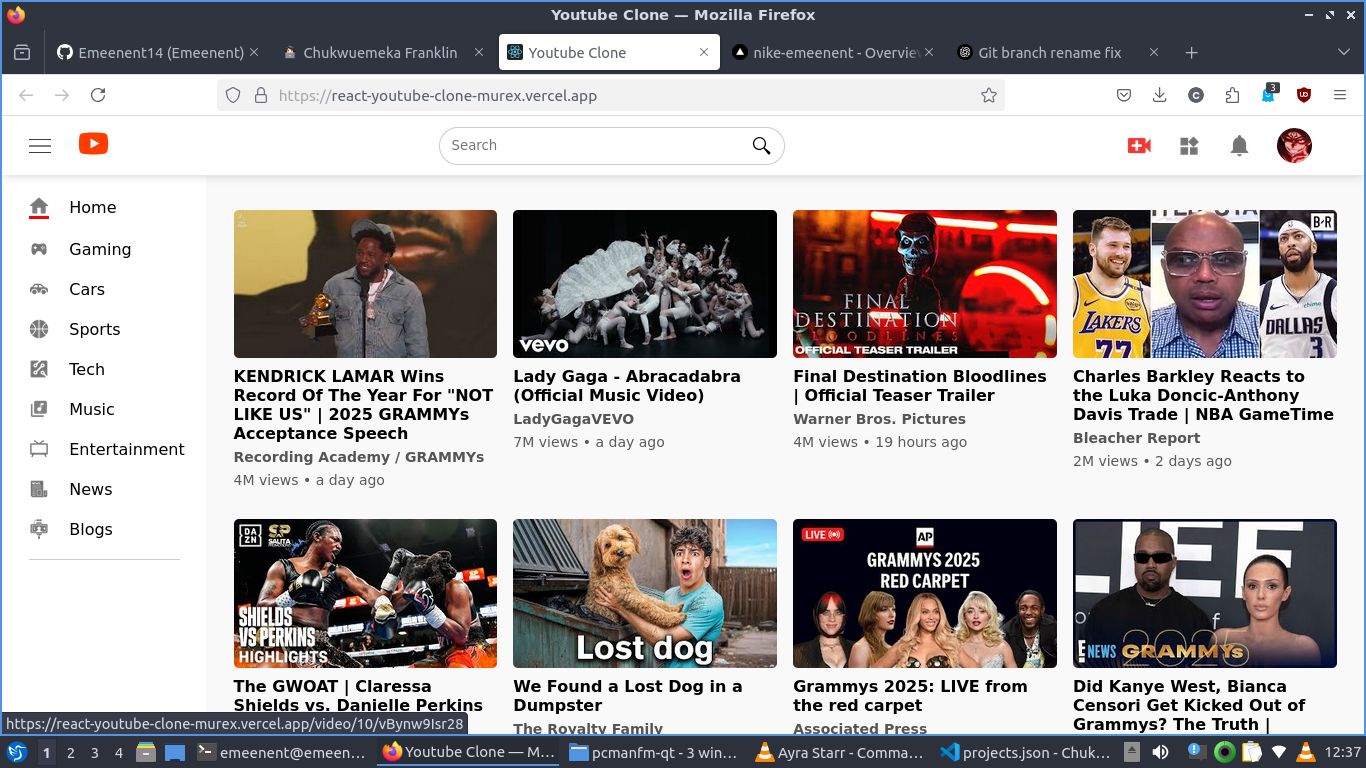 Youtube Clone — Mozilla Firefox
Emeenent14 (Emeenent)
Chukwuemeka Franklin
Youtube Clone
nike-emeenent - Overview
Git branch rename fix
https://react-youtube-clone-murex.vercel.app
3
Search
Home
Gaming
Cars
Sports
Tech
Music
Entertainment
News
Blogs
vevo
FINAL
DESTINATION
BLOODLINES
OFFICIAL TEASER TRAILER
B R
LAKERS
77
chime
DALLAS
3
KENDRICK LAMAR Wins
Record Of The Year For "NOT
LIKE US" | 2025 GRAMMYs
Acceptance Speech
Recording Academy / GRAMMYs
4M views • a day ago
Lady Gaga - Abracadabra
(Official Music Video)
LadyGagaVEVO
7M views • a day ago
Final Destination Bloodlines
| Official Teaser Trailer
Warner Bros. Pictures
4M views • 19 hours ago
Charles Barkley Reacts to
the Luka Doncic-Anthony
Davis Trade | NBA GameTime
Bleacher Report
2M views • 2 days ago
DAZN
SP
SALITA
SHIELDS
VS PERKINS
HIGHLIGHTS
Lost dog
LIVE
AP
GRAMMYS 2025
RED CARPET
E NEWS
2025
GRAMMYs
The GWOAT | Claressa
Shields vs. Danielle Perkins
We Found a Lost Dog in a
Dumpster
The Royalty Family
Grammys 2025: LIVE from
the red carpet
Associated Press
Did Kanye West, Bianca
Censori Get Kicked Out of
Grammys? The Truth |
https://react-youtube-clone-murex.vercel.app/video/10/vBynw9Isr28
1
2
3
4
emeenent@emeen...
Youtube Clone — M...
pcmanfm-qt - 3 win...
Ayra Starr - Comma...
projects.json - Chuk...
12:37